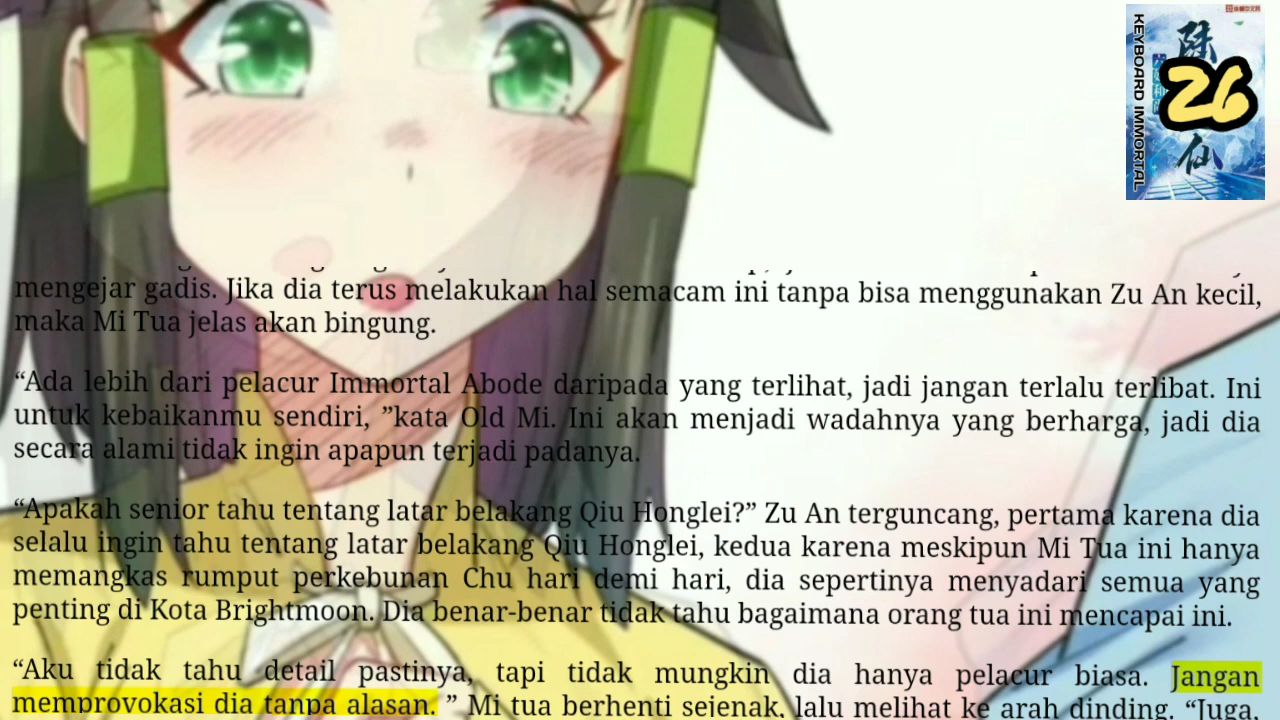 KEYBOARD IMMORTAL
陸
26
仙
mengejar gadis. Jika dia terus melakukan hal semacam ini tanpa bisa menggunakan Zu An kecil,
maka Mi Tua jelas akan bingung.
“Ada lebih dari pelacur Immortal Abode daripada yang terlihat, jadi jangan terlalu terlibat. Ini
untuk kebaikanmu sendiri, ”kata Old Mi. Ini akan menjadi wadahnya yang berharga, jadi dia
secara alami tidak ingin apapun terjadi padanya.
“Apakah senior tahu tentang latar belakang Qiu Honglei?” Zu An terguncang, pertama karena dia
selalu ingin tahu tentang latar belakang Qiu Honglei, kedua karena meskipun Mi Tua ini hanya
memangkas rumput perkebunan Chu hari demi hari, dia sepertinya menyadari semua yang
penting di Kota Brightmoon. Dia benar-benar tidak tahu bagaimana orang tua ini mencapai ini.
“Aku tidak tahu detail pastinya, tapi tidak mungkin dia hanya pelacur biasa. Jangan
memprovokasi dia tanpa alasan. ” Mi tua berhenti sejenak, lalu melihat ke arah dinding. “Juga,